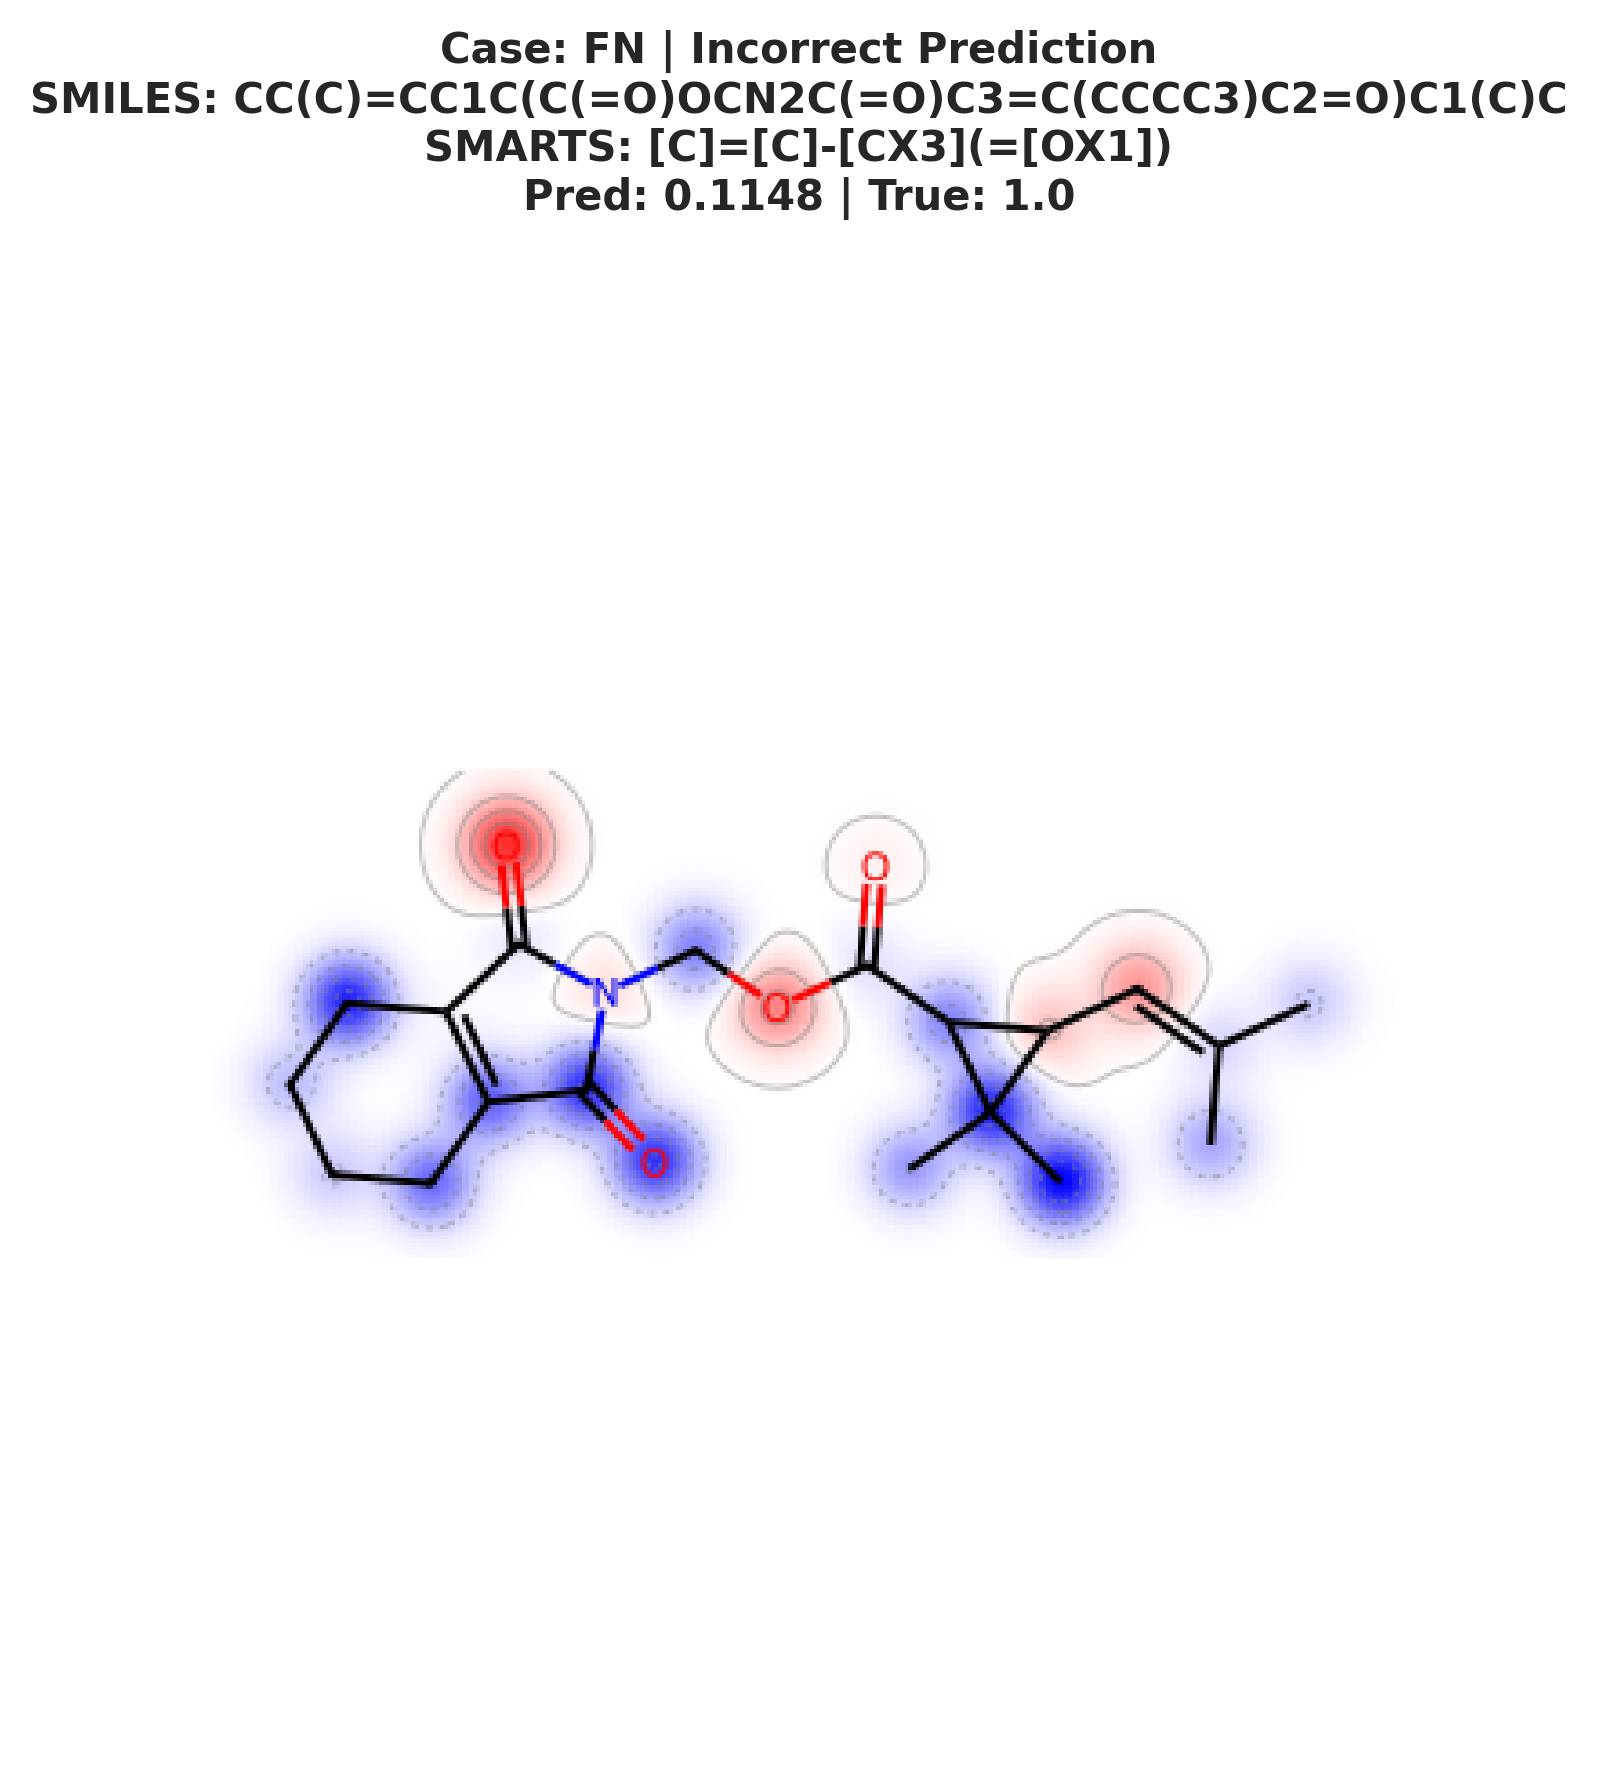 Case: FN | Incorrect Prediction
SMILES: CC(C)=CC1C(C(=O)OCN2C(=O)C3=C(CCCC3)C2=O)C1(C)C
SMARTS: [C]=[C]-[CX3](=[OX1])
Pred: 0.1148 | True: 1.0
O
O
N
O
O